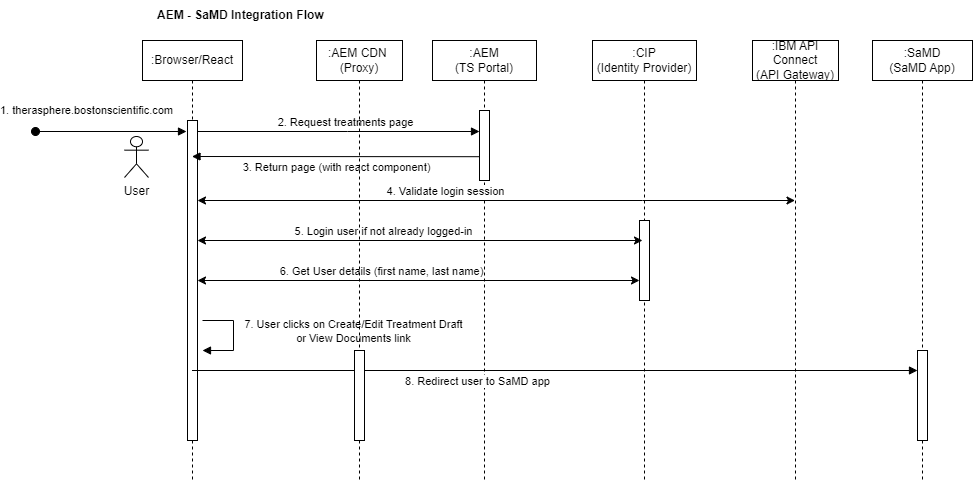 AEM - SaMD Integration Flow
:Browser/React
:AEM CDN
(Proxy)
:AEM
(TS Portal)
:CIP
(Identity Provider)
:IBM API
Connect
(API Gateway)
:SaMD
(SaMD App)
1. therasphere.bostonscientific.com
2. Request treatments page
3. Return page (with react component)
User
4. Validate login session
5. Login user if not already logged-in
6. Get User details (first name, last name)
7. User clicks on Create/Edit Treatment Draft
or View Documents link
8. Redirect user to SaMD app